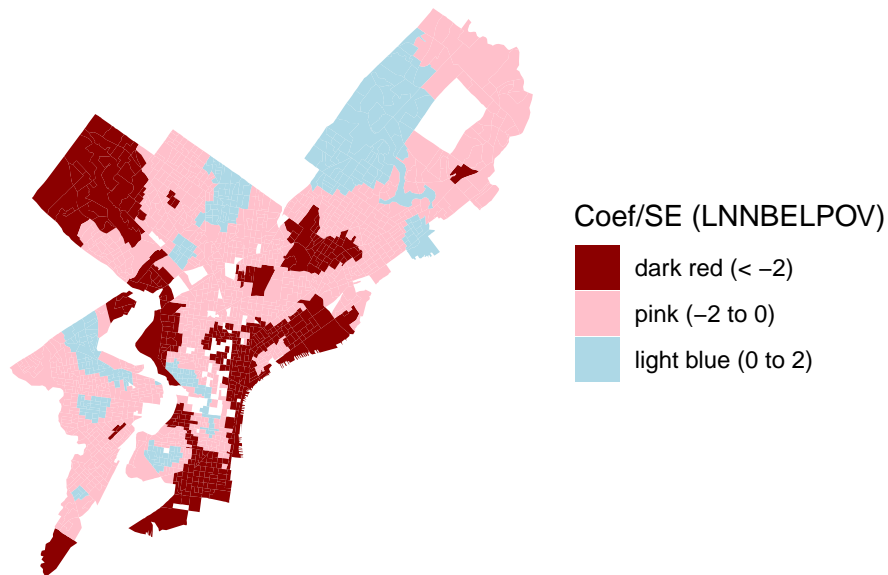 Coef/SE (LNNBELPOV)
dark red (< −2)
pink (−2 to 0)
light blue (0 to 2)